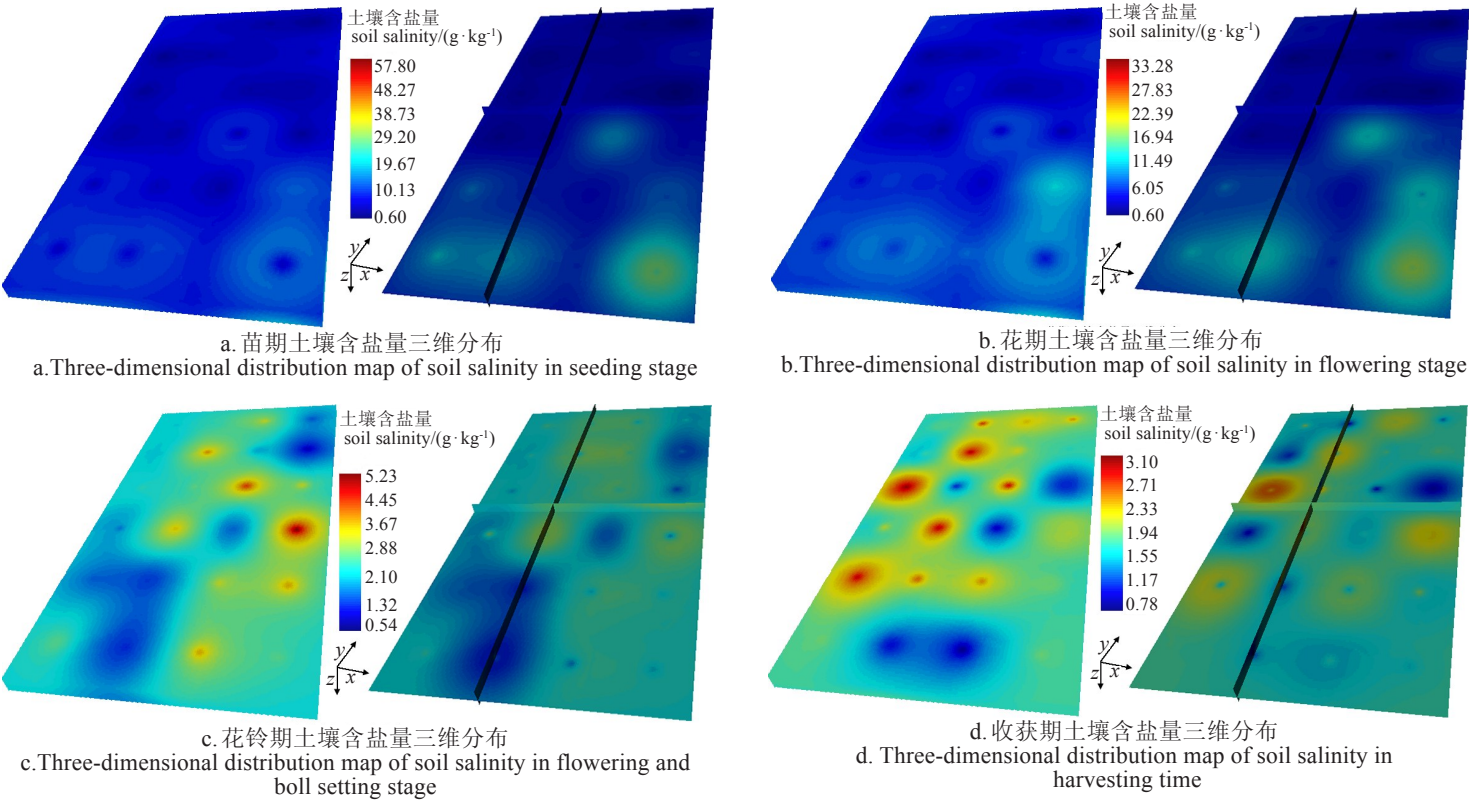 土壤含盐量
soil salinity/(g·kg⁻¹)
57.80
48.27
38.73
29.20
19.67
10.13
0.60
y
z x
a.苗期土壤含盐量三维分布
a.Three-dimensional distribution map of soil salinity in seeding stage
土壤含盐量
soil salinity/(g·kg⁻¹)
33.28
27.83
22.39
16.94
11.49
6.05
0.60
y
z x
b.花期土壤含盐量三维分布
b.Three-dimensional distribution map of soil salinity in flowering stage
土壤含盐量
soil salinity/(g·kg⁻¹)
5.23
4.45
3.67
2.88
2.10
1.32
0.54
y
z x
c.花铃期土壤含盐量三维分布
c.Three-dimensional distribution map of soil salinity in flowering and
boll setting stage
土壤含盐量
soil salinity/(g·kg⁻¹)
3.10
2.71
2.33
1.94
1.55
1.17
0.78
y
z x
d.收获期土壤含盐量三维分布
d. Three-dimensional distribution map of soil salinity in
harvesting time